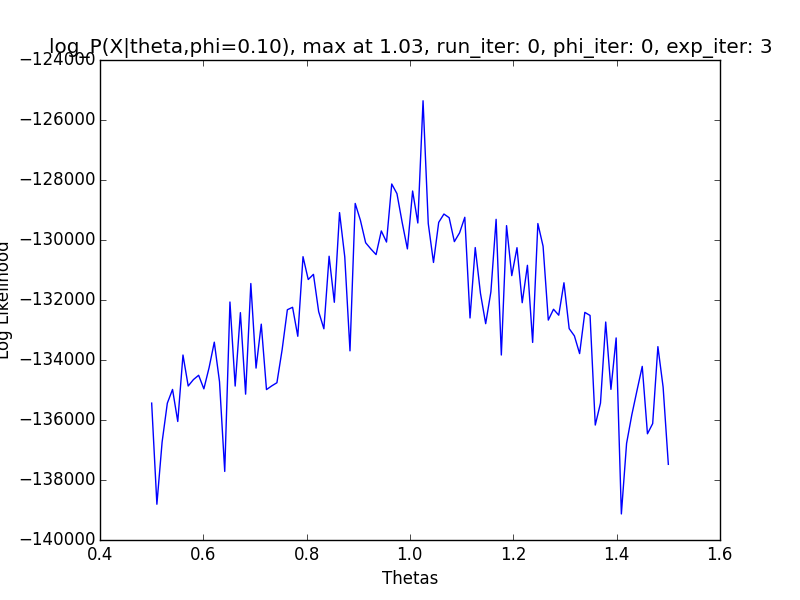 log_P(X|theta,phi=0.10), max at 1.03, run_iter: 0, phi_iter: 0, exp_iter: 3
−124000
−126000
−128000
−130000
−132000
−134000
−136000
−138000
−140000
Log Likelihood
0.4 0.6 0.8 1.0 1.2 1.4 1.6
Thetas